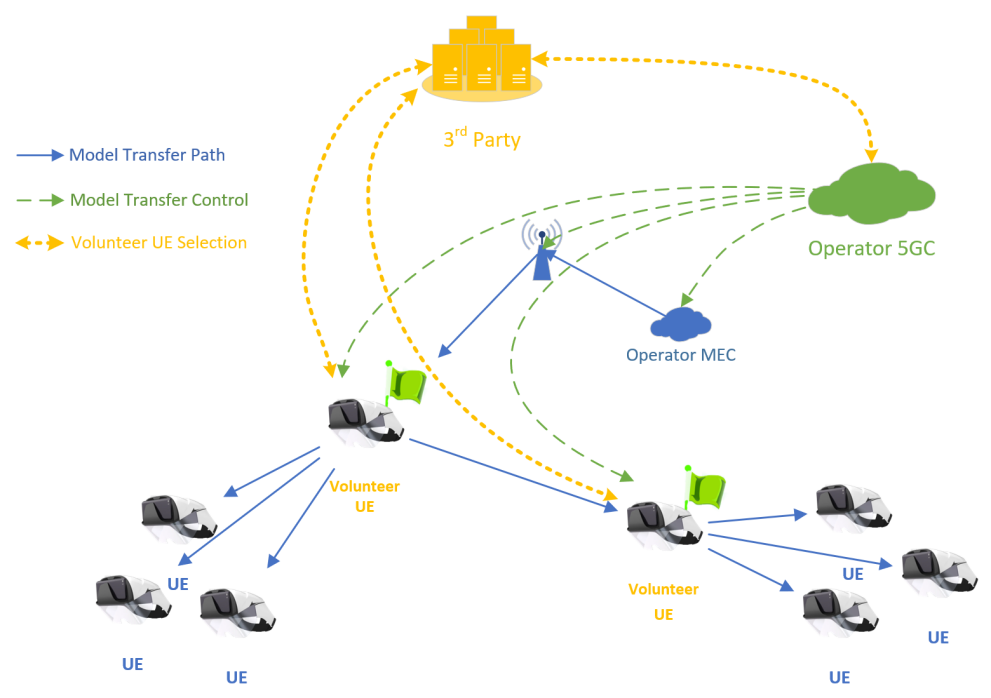 3rd Party
Model Transfer Path
Model Transfer Control
Volunteer UE Selection
Operator 5GC
Operator MEC
Volunteer
UE
Volunteer
UE
UE
UE
UE
UE
UE
UE